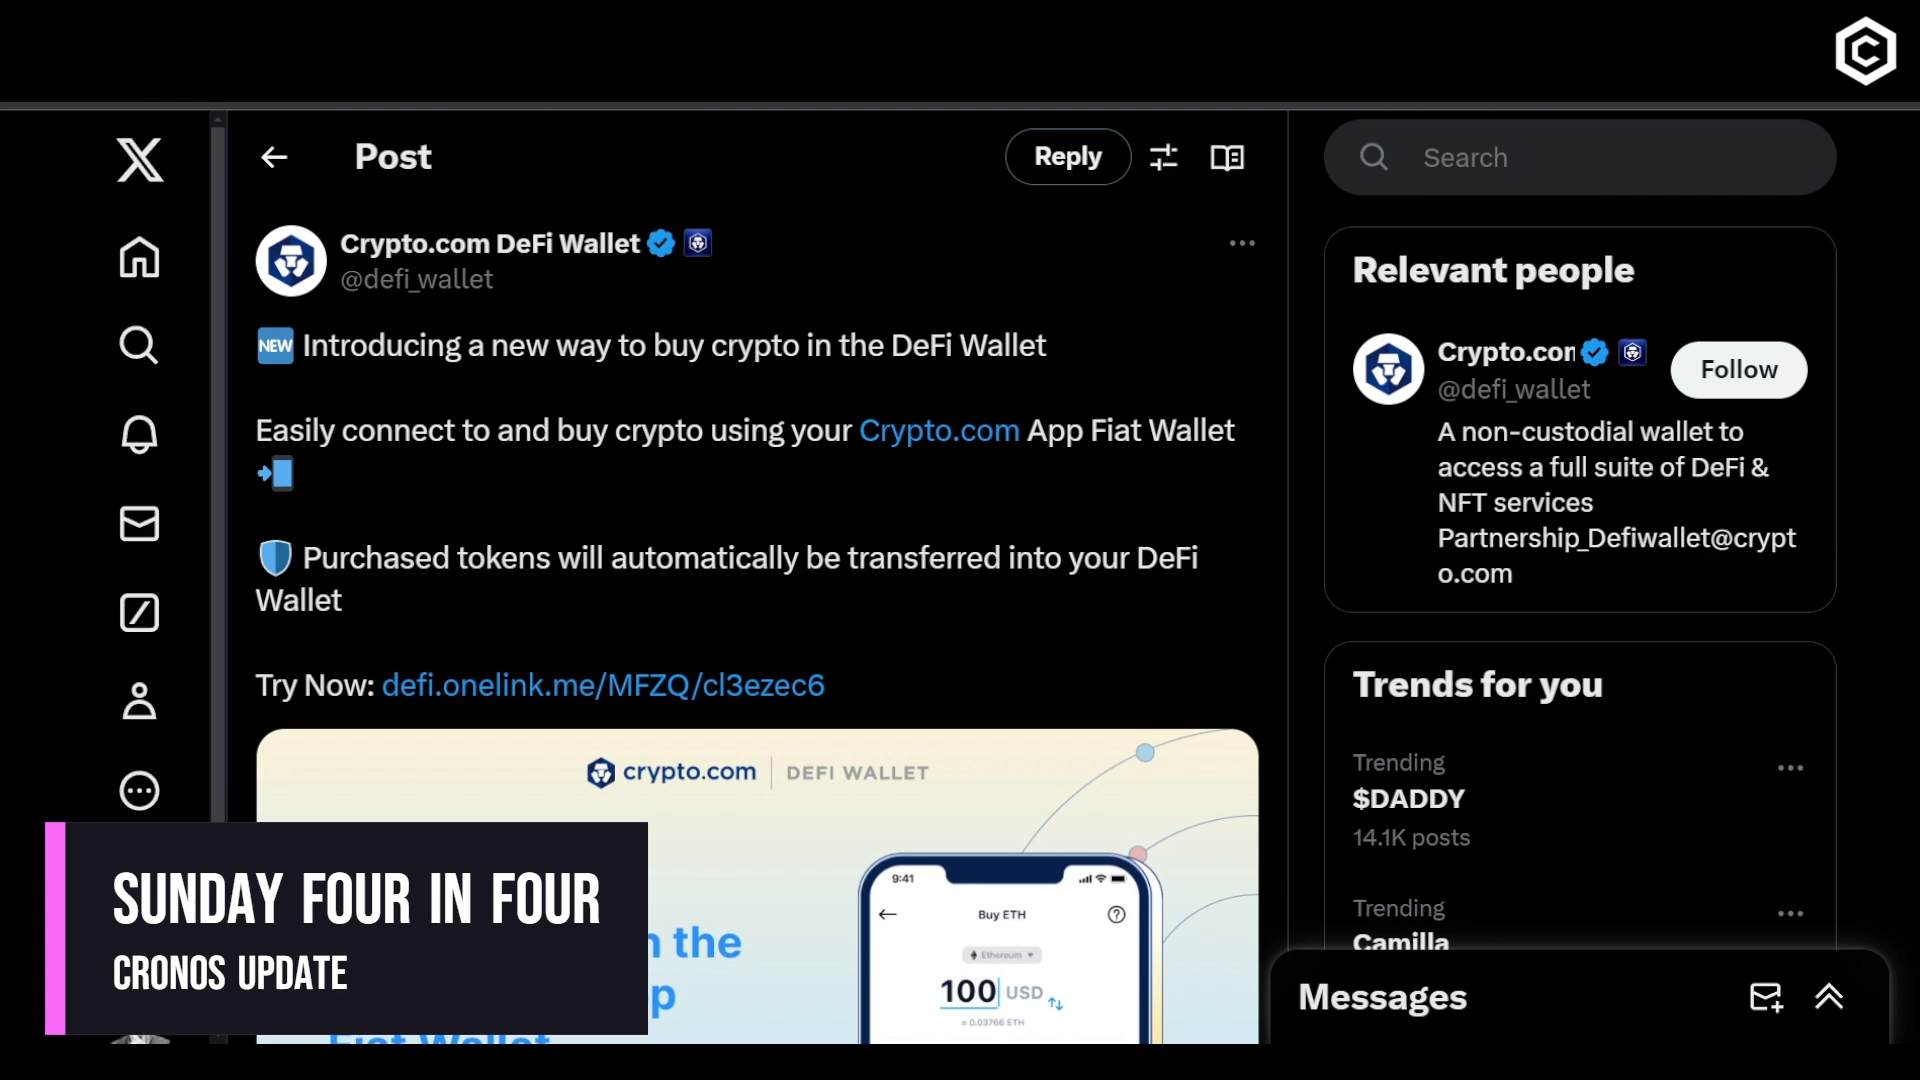 Post
Reply
Search
Crypto.com DeFi Wallet
@defi_wallet
NEW Introducing a new way to buy crypto in the DeFi Wallet
Easily connect to and buy crypto using your Crypto.com App Fiat Wallet
Purchased tokens will automatically be transferred into your DeFi
Wallet
Try Now: defi.onelink.me/MFZQ/cl3ezec6
crypto.com DEFI WALLET
n the
p
Fiat Wallet
9:41
Buy ETH
Ethereum
100 USD
≈ 0.03766 ETH
Relevant people
Crypto.cor
@defi_wallet
Follow
A non-custodial wallet to
access a full suite of DeFi &
NFT services
Partnership_Defiwallet@crypt
o.com
Trends for you
Trending
$DADDY
14.1K posts
Trending
Camilla
Messages
SUNDAY FOUR IN FOUR
CRONOS UPDATE